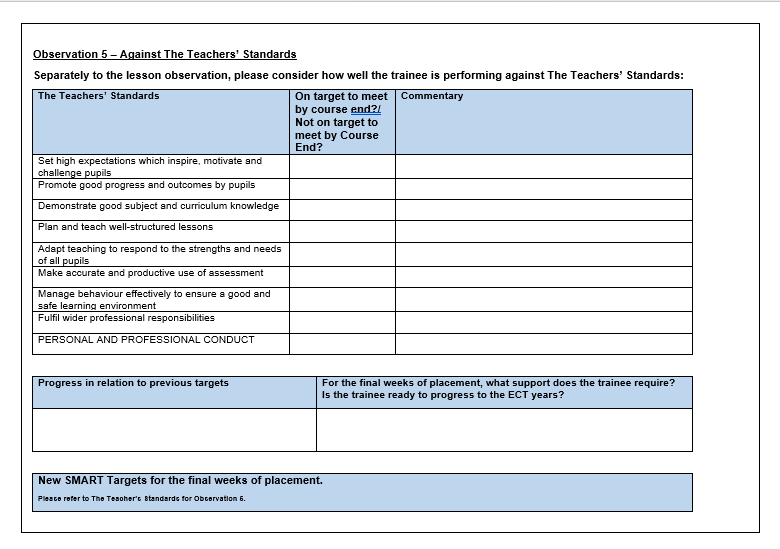 Observation 5 – Against The Teachers' Standards
Separately to the lesson observation, please consider how well the trainee is performing against The Teachers' Standards:
The Teachers' Standards
On target to meet
by course end?/
Not on target to
meet by Course
End?
Commentary
Set high expectations which inspire, motivate and
challenge pupils
Promote good progress and outcomes by pupils
Demonstrate good subject and curriculum knowledge
Plan and teach well-structured lessons
Adapt teaching to respond to the strengths and needs
of all pupils
Make accurate and productive use of assessment
Manage behaviour effectively to ensure a good and
safe learning environment
Fulfil wider professional responsibilities
PERSONAL AND PROFESSIONAL CONDUCT
Progress in relation to previous targets
For the final weeks of placement, what support does the trainee require?
Is the trainee ready to progress to the ECT years?
New SMART Targets for the final weeks of placement.
Please refer to The Teacher's Standards for Observation 5.